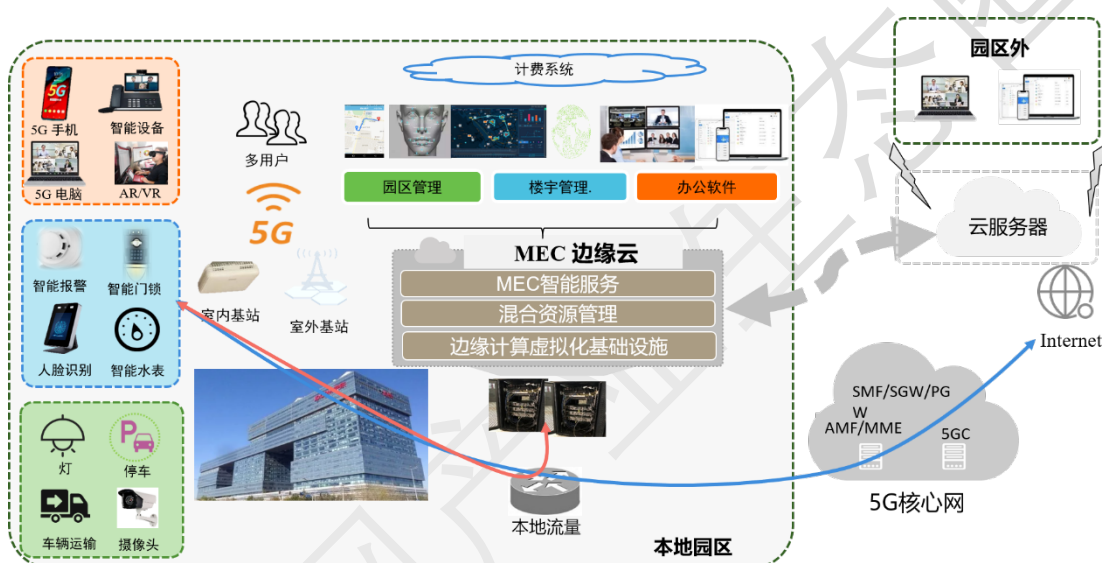 园区外
计费系统
5G
5G 手机
智能设备
5G 电脑
AR/VR
多用户
5G
园区管理
楼宇管理.
办公软件
云服务器
MEC 边缘云
MEC智能服务
混合资源管理
边缘计算虚拟化基础设施
智能报警
智能门锁
人脸识别
智能水表
室内基站
室外基站
Internet
SMF/SGW/PG
W
AMF/MME
5GC
5G核心网
灯
P
停车
车辆运输
摄像头
本地流量
本地园区